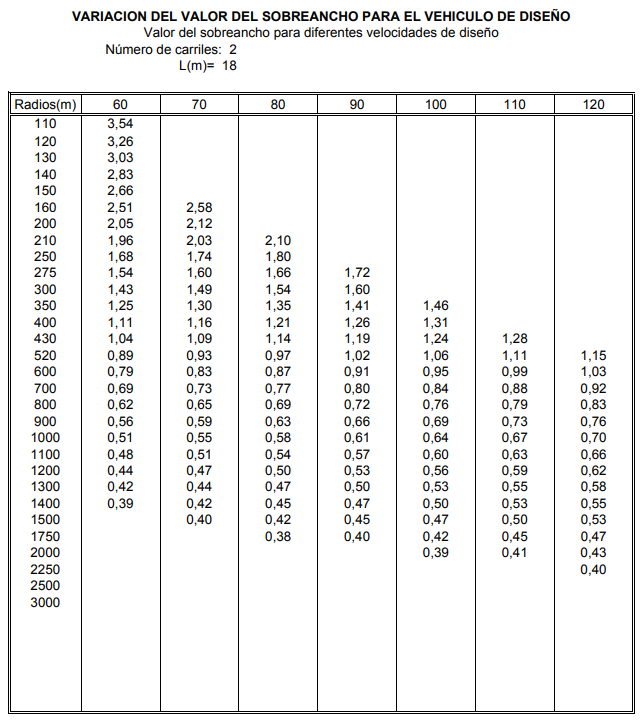 VARIACION DEL VALOR DEL SOBREANCHO PARA EL VEHICULO DE DISEÑO
Valor del sobreancho para diferentes velocidades de diseño
Número de carriles: 2
L(m)= 18
Radios(m) 60 70 80 90 100 110 120
110 3,54
120 3,26
130 3,03
140 2,83
150 2,66
160 2,51 2,58
200 2,05 2,12
210 1,96 2,03 2,10
250 1,68 1,74 1,80
275 1,54 1,60 1,66 1,72
300 1,43 1,49 1,54 1,60
350 1,25 1,30 1,35 1,41 1,46
400 1,11 1,16 1,21 1,26 1,31
430 1,04 1,09 1,14 1,19 1,24 1,28
520 0,89 0,93 0,97 1,02 1,06 1,11 1,15
600 0,79 0,83 0,87 0,91 0,95 0,99 1,03
700 0,69 0,73 0,77 0,80 0,84 0,88 0,92
800 0,62 0,65 0,69 0,72 0,76 0,79 0,83
900 0,56 0,59 0,63 0,66 0,69 0,73 0,76
1000 0,51 0,55 0,58 0,61 0,64 0,67 0,70
1100 0,48 0,51 0,54 0,57 0,60 0,63 0,66
1200 0,44 0,47 0,50 0,53 0,56 0,59 0,62
1300 0,42 0,44 0,47 0,50 0,53 0,55 0,58
1400 0,39 0,42 0,45 0,47 0,50 0,53 0,55
1500 0,40 0,42 0,45 0,47 0,50 0,53
1750 0,38 0,40 0,42 0,45 0,47
2000 0,39 0,41 0,43
2250 0,40
2500
3000